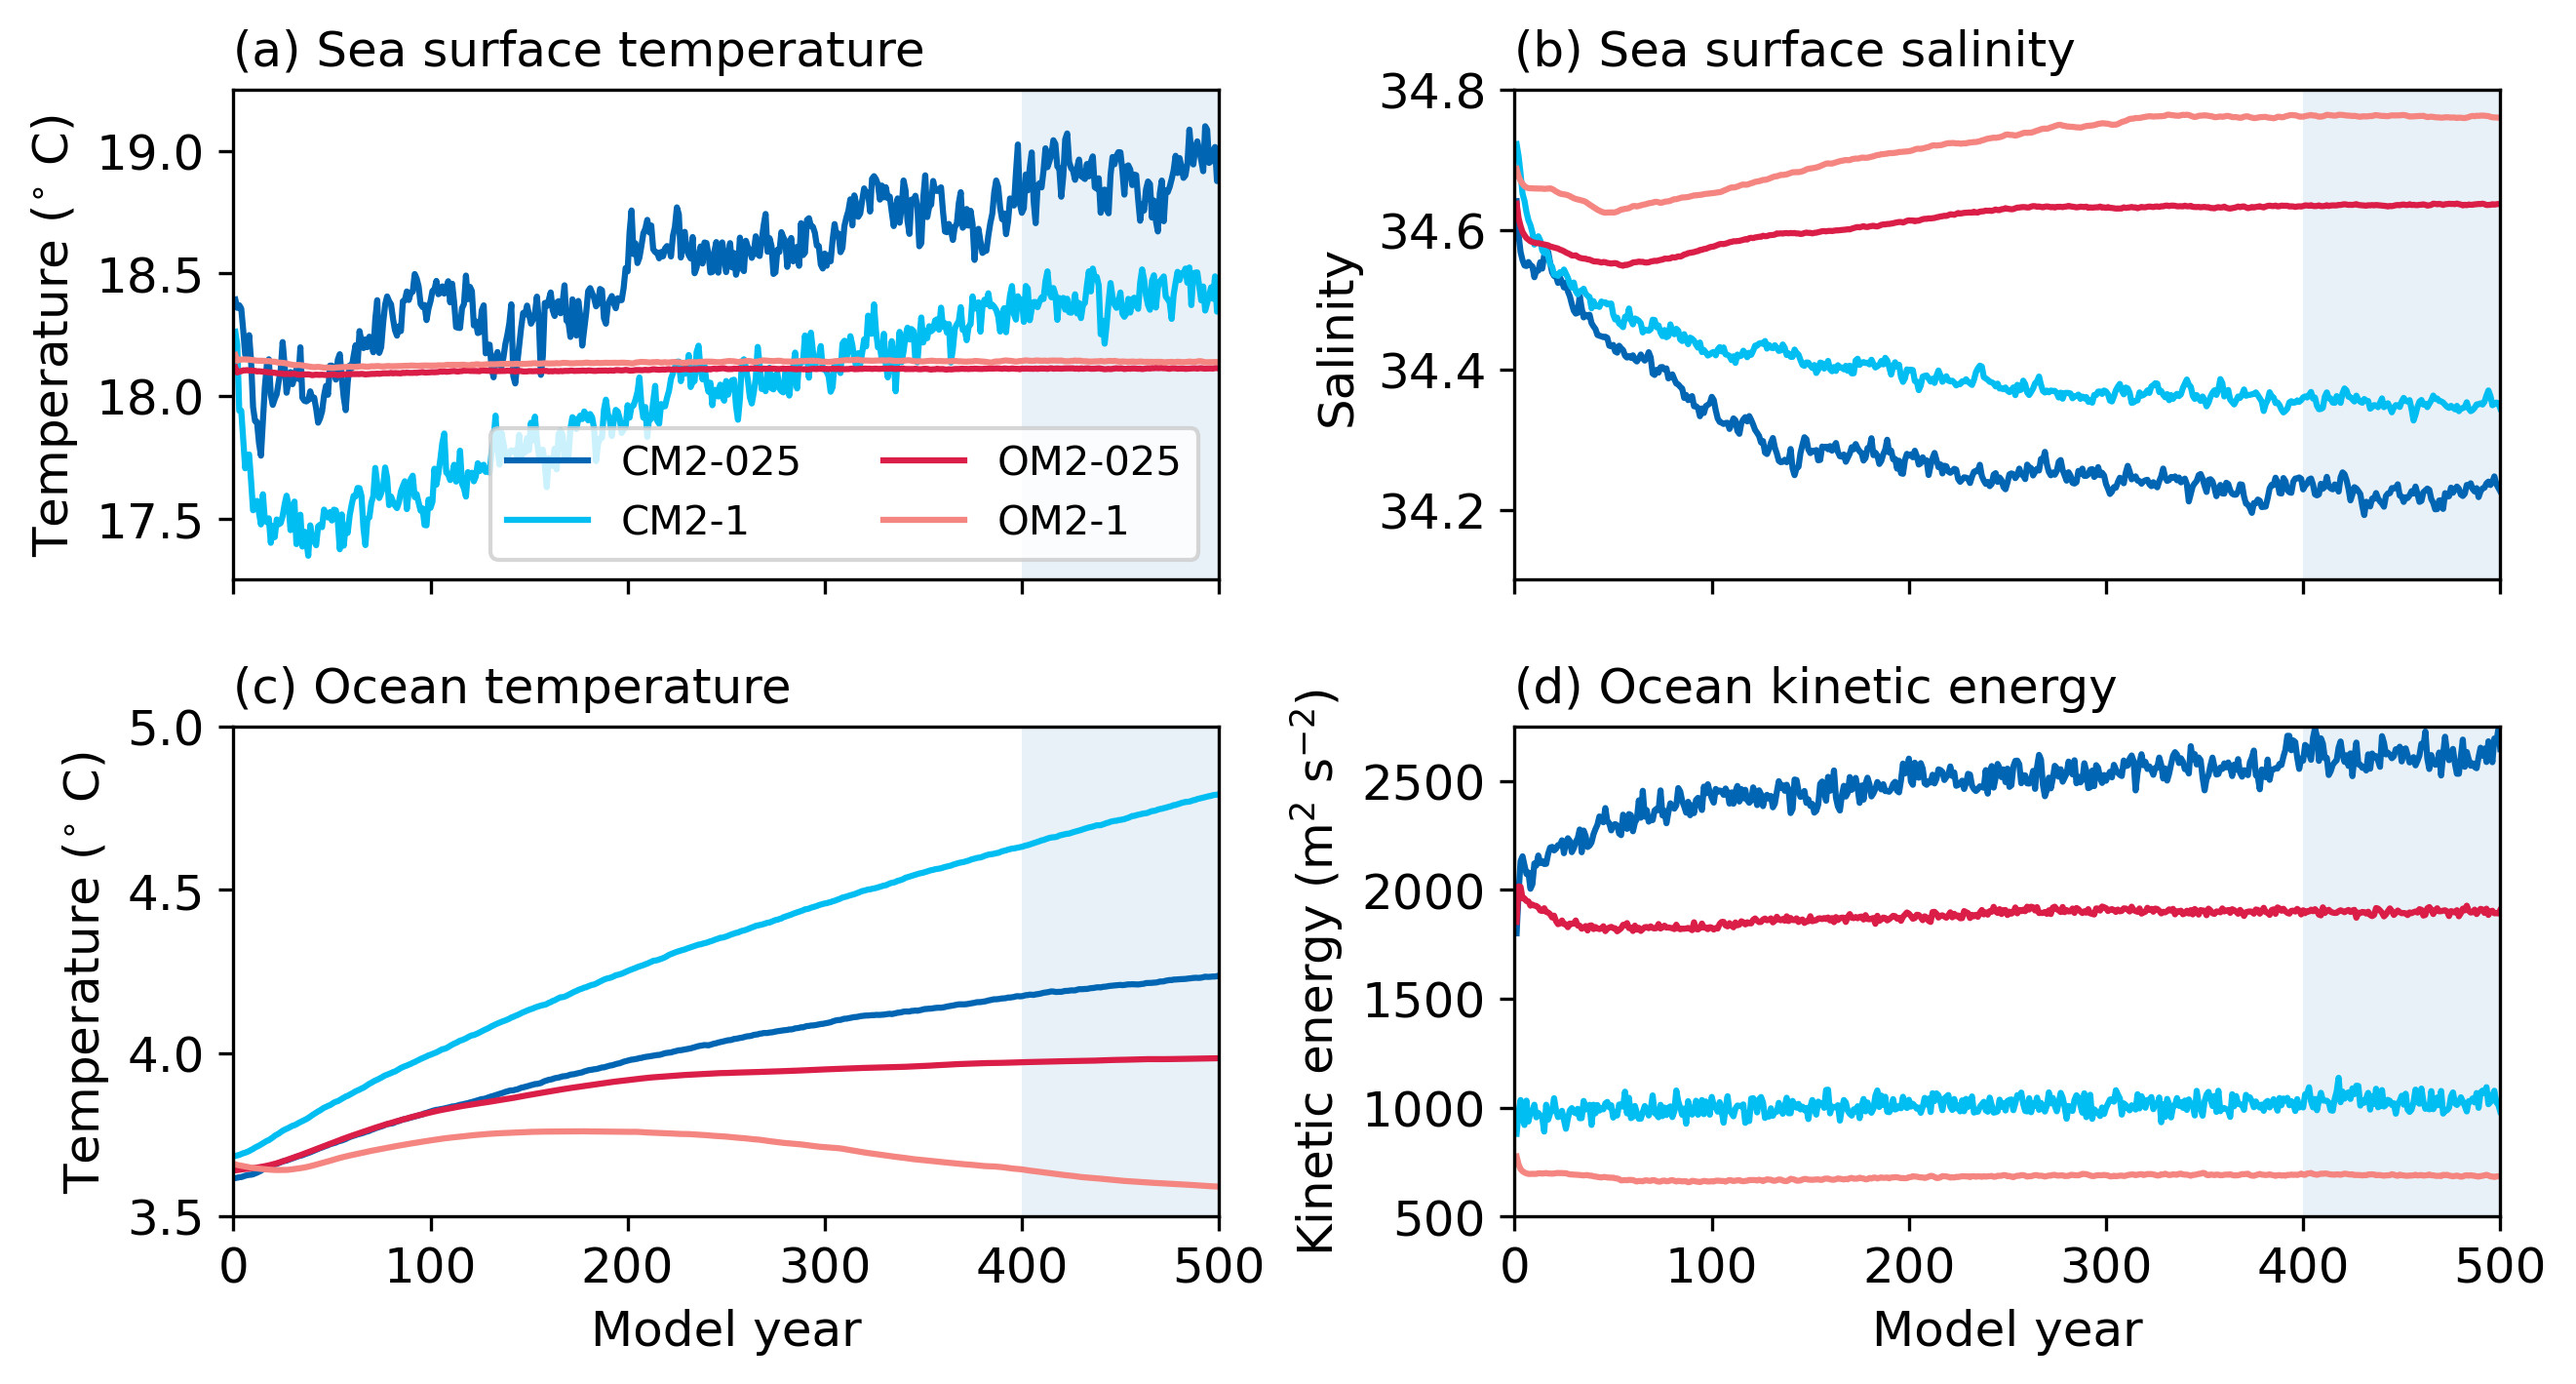 (a) Sea surface temperature
Temperature (° C)
19.0
18.5
18.0
17.5
CM2-025
OM2-025
CM2-1
OM2-1
(b) Sea surface salinity
Salinity
34.8
34.6
34.4
34.2
(c) Ocean temperature
Temperature (° C)
5.0
4.5
4.0
3.5
0 100 200 300 400 500
Model year
(d) Ocean kinetic energy
Kinetic energy (m² s⁻²)
2500
2000
1500
1000
500
0 100 200 300 400 500
Model year